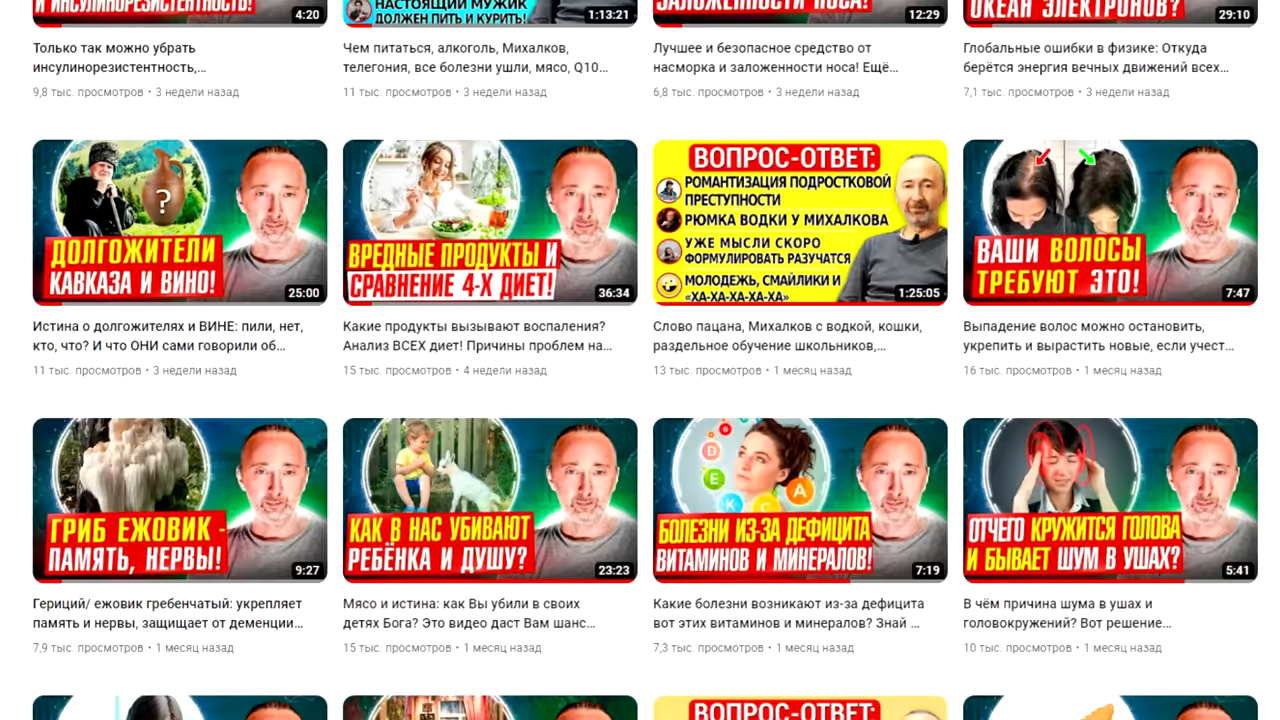 И ИНСУЛИНОРЕЗИСТЕНТНОСТЬ!
4:20
НАСТОЯЩИЙ МУЖИК
ДОЛЖЕН ПИТЬ И КУРИТЬ!
1:13:21
ЗАЛОЖЕННОСТИ НОСА!
12:29
ОКЕАН ЭЛЕКТРОНОВ?
29:10
Только так можно убрать
инсулинорезистентность,...
9,8 тыс. просмотров • 3 недели назад
Чем питаться, алкоголь, Михалков,
телегония, все болезни ушли, мясо, Q10...
11 тыс. просмотров • 3 недели назад
Лучшее и безопасное средство от
насморка и заложенности носа! Ещё...
6,8 тыс. просмотров • 3 недели назад
Глобальные ошибки в физике: Откуда
берётся энергия вечных движений всех...
7,1 тыс. просмотров • 3 недели назад
?
ДОЛГОЖИТЕЛИ
КАВКАЗА И ВИНО!
25:00
ВРЕДНЫЕ ПРОДУКТЫ И
СРАВНЕНИЕ 4-Х ДИЕТ!
36:34
ВОПРОС-ОТВЕТ:
РОМАНТИЗАЦИЯ ПОДРОСТКОВОЙ
ПРЕСТУПНОСТИ
РЮМКА ВОДКИ У МИХАЛКОВА
УЖЕ МЫСЛИ СКОРО
ФОРМУЛИРОВАТЬ РАЗУЧАТСЯ
МОЛОДЕЖЬ, СМАЙЛИКИ И
«ХА-ХА-ХА-ХА-ХА»
1:25:05
ВАШИ ВОЛОСЫ
ТРЕБУЮТ ЭТО!
7:47
Истина о долгожителях и ВИНЕ: пили, нет,
кто, что? И что ОНИ сами говорили об...
11 тыс. просмотров • 3 недели назад
Какие продукты вызывают воспаления?
Анализ ВСЕХ диет! Причины проблем на...
15 тыс. просмотров • 4 недели назад
Слово пацана, Михалков с водкой, кошки,
раздельное обучение школьников,...
13 тыс. просмотров • 1 месяц назад
Выпадение волос можно остановить,
укрепить и вырастить новые, если учест...
16 тыс. просмотров • 1 месяц назад
ГРИБ ЕЖОВИК -
ПАМЯТЬ, НЕРВЫ!
9:27
КАК В НАС УБИВАЮТ
РЕБЁНКА И ДУШУ?
23:23
B
D
E
K
C
A
БОЛЕЗНИ ИЗ-ЗА ДЕФИЦИТА
ВИТАМИНОВ И МИНЕРАЛОВ!
7:19
ОТЧЕГО КРУЖИТСЯ ГОЛОВА
И БЫВАЕТ ШУМ В УШАХ?
5:41
Гериций/ ежовик гребенчатый: укрепляет
память и нервы, защищает от деменции...
7,9 тыс. просмотров • 1 месяц назад
Мясо и истина: как Вы убили в своих
детях Бога? Это видео даст Вам шанс...
15 тыс. просмотров • 1 месяц назад
Какие болезни возникают из-за дефицита
вот этих витаминов и минералов? Знай ...
7,3 тыс. просмотров • 1 месяц назад
В чём причина шума в ушах и
головокружений? Вот решение...
10 тыс. просмотров • 1 месяц назад
ВОПРОС-ОТВЕТ: